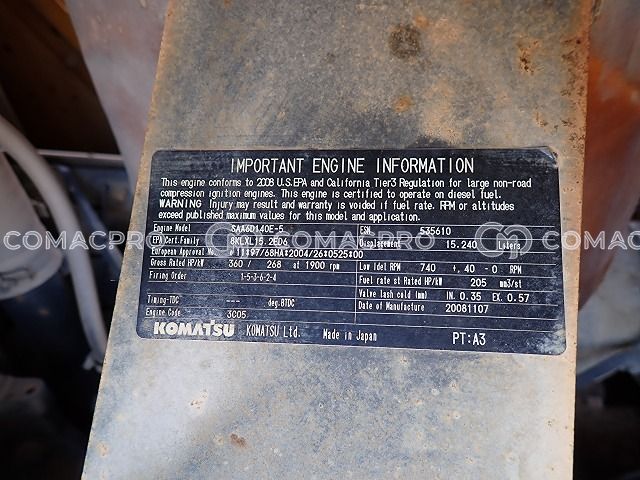 IMPORTANT ENGINE INFORMATION
This engine conforms to 2008 U.S.EPA and California Tier3 Regulation for large non-road
compression ignition engines. This engine is certified to operate on diesel fuel.
WARNING Injury may result and warranty is voided if fuel rate. RPM or altitudes
exceed published maximum values for this model and application.
Engine Model SAA6D140E-5 ESN 535610
EPA Cert.Family 8KLXL15.2ED6 Displacement 15.240 Liters
European Approval No
Gross Rated HP/kW 360 / 268 at 1900 rpm Low idel RPM 740 +, 40 - 0 RPM
Firing Order 1-5-3-6-2-4 Fuel rate st Rated HP/kW 205 mm3/st
Valve lash cold (mm) IN. 0.35 EX. 0.57
Timing-TDC --- deg.BTDC Date of Manufacture 20081107
Engine Code 3C05
KOMATSU KOMATSU Ltd. Made in Japan PT:A3
COMACPRO COMACPRO COMACPRO